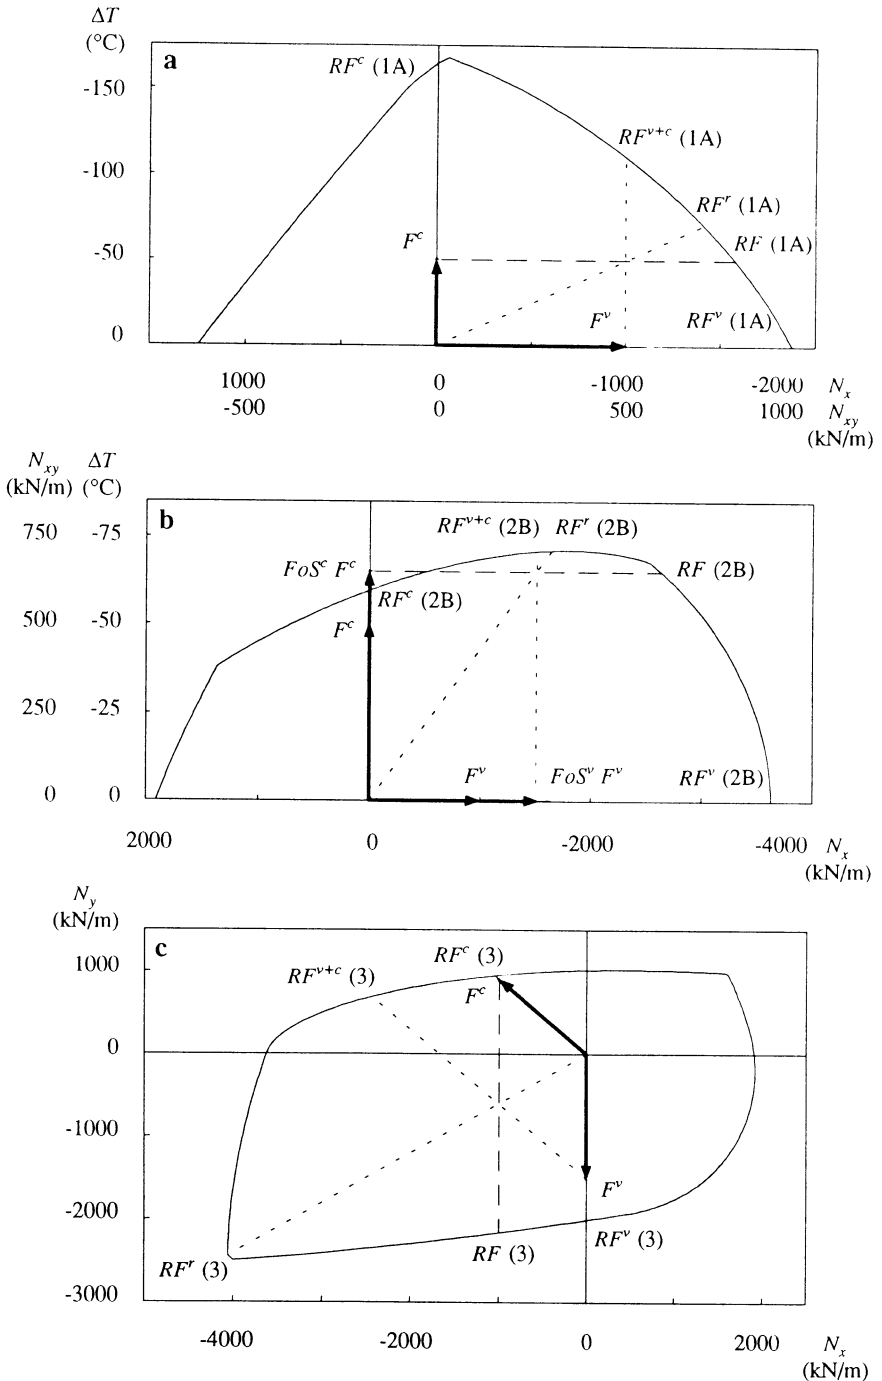 ΔT
(°C)
a
RF^c (1A)
-150
RF^{v+c} (1A)
-100
RF^r (1A)
F^c
RF (1A)
-50
F^v
RF^v (1A)
0
1000 0 -1000 -2000 N_x
-500 0 500 1000 N_xy
(kN/m)
N_xy ΔT
(kN/m) (°C)
b
750 -75
RF^{v+c} (2B) RF^r (2B)
FoS^c F^c
RF (2B)
RF^c (2B)
500 -50
F^c
250 -25
F^v
FoS^v F^v
RF^v (2B)
0 0
2000 0 -2000 -4000 N_x
(kN/m)
N_y
(kN/m)
c
1000
RF^c (3)
RF^{v+c} (3)
F^c
0
-1000
F^v
-2000
RF^v (3)
RF (3)
RF^r (3)
-3000
-4000 -2000 0 2000 N_x
(kN/m)